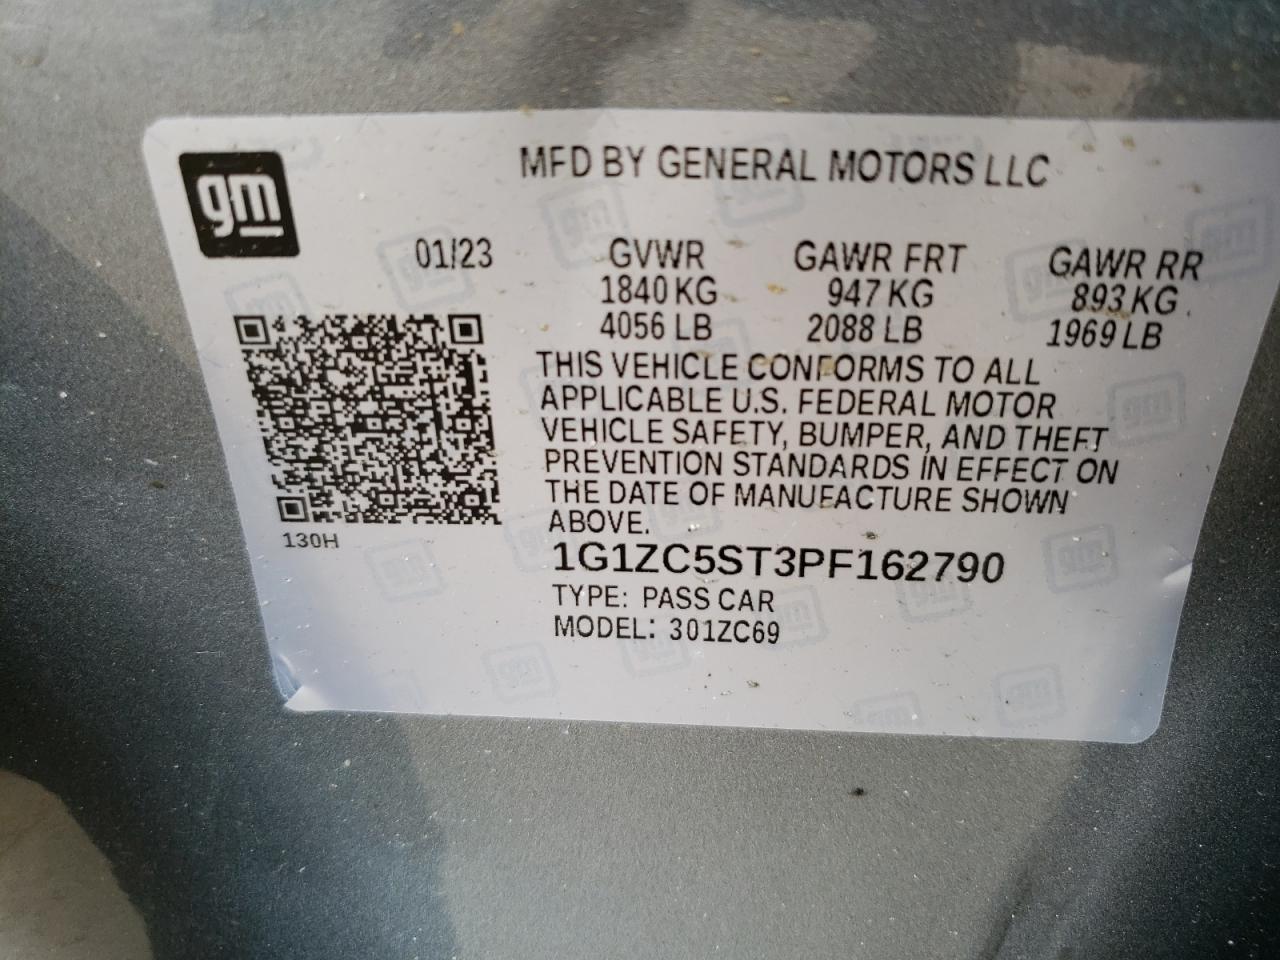 gm
MFD BY GENERAL MOTORS LLC
01/23 GVWR GAWR FRT GAWR RR
1840 KG 947 KG 893 KG
4056 LB 2088 LB 1969 LB
THIS VEHICLE CONFORMS TO ALL
APPLICABLE U.S. FEDERAL MOTOR
VEHICLE SAFETY, BUMPER, AND THEFT
PREVENTION STANDARDS IN EFFECT ON
THE DATE OF MANUFACTURE SHOWN
ABOVE.
130H
1G1ZC5ST3PF162790
TYPE: PASS CAR
MODEL: 301ZC69